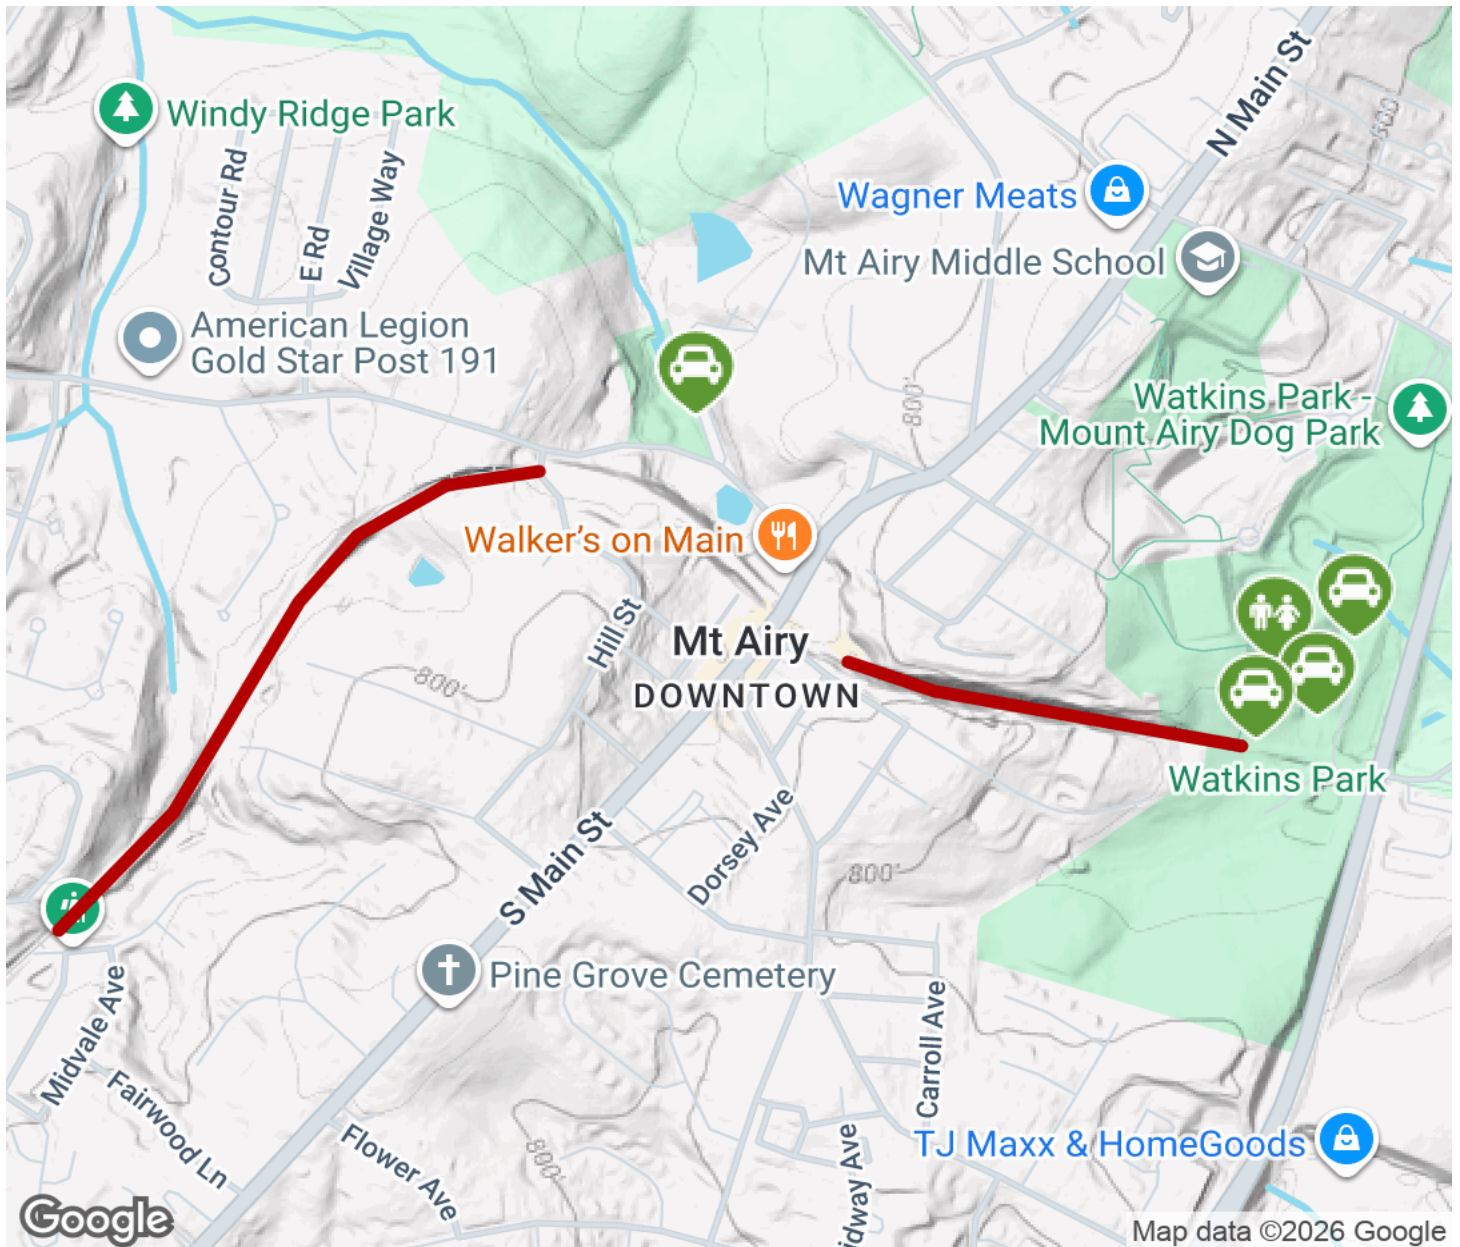 Windy Ridge Park
Contour Rd
E Rd
Village Way
N Main St
800'
Wagner Meats
Mt Airy Middle School
American Legion
Gold Star Post 191
800'
Watkins Park -
Mount Airy Dog Park
Walker's on Main
Hill St
Mt Airy
DOWNTOWN
800'
Watkins Park
Dorsey Ave
S Main St
800'
Pine Grove Cemetery
Midvale Ave
Carroll Ave
Fairwood Ln
Flower Ave
800'
idway Ave
TJ Maxx & HomeGoods
Google
Map data ©2026 Google